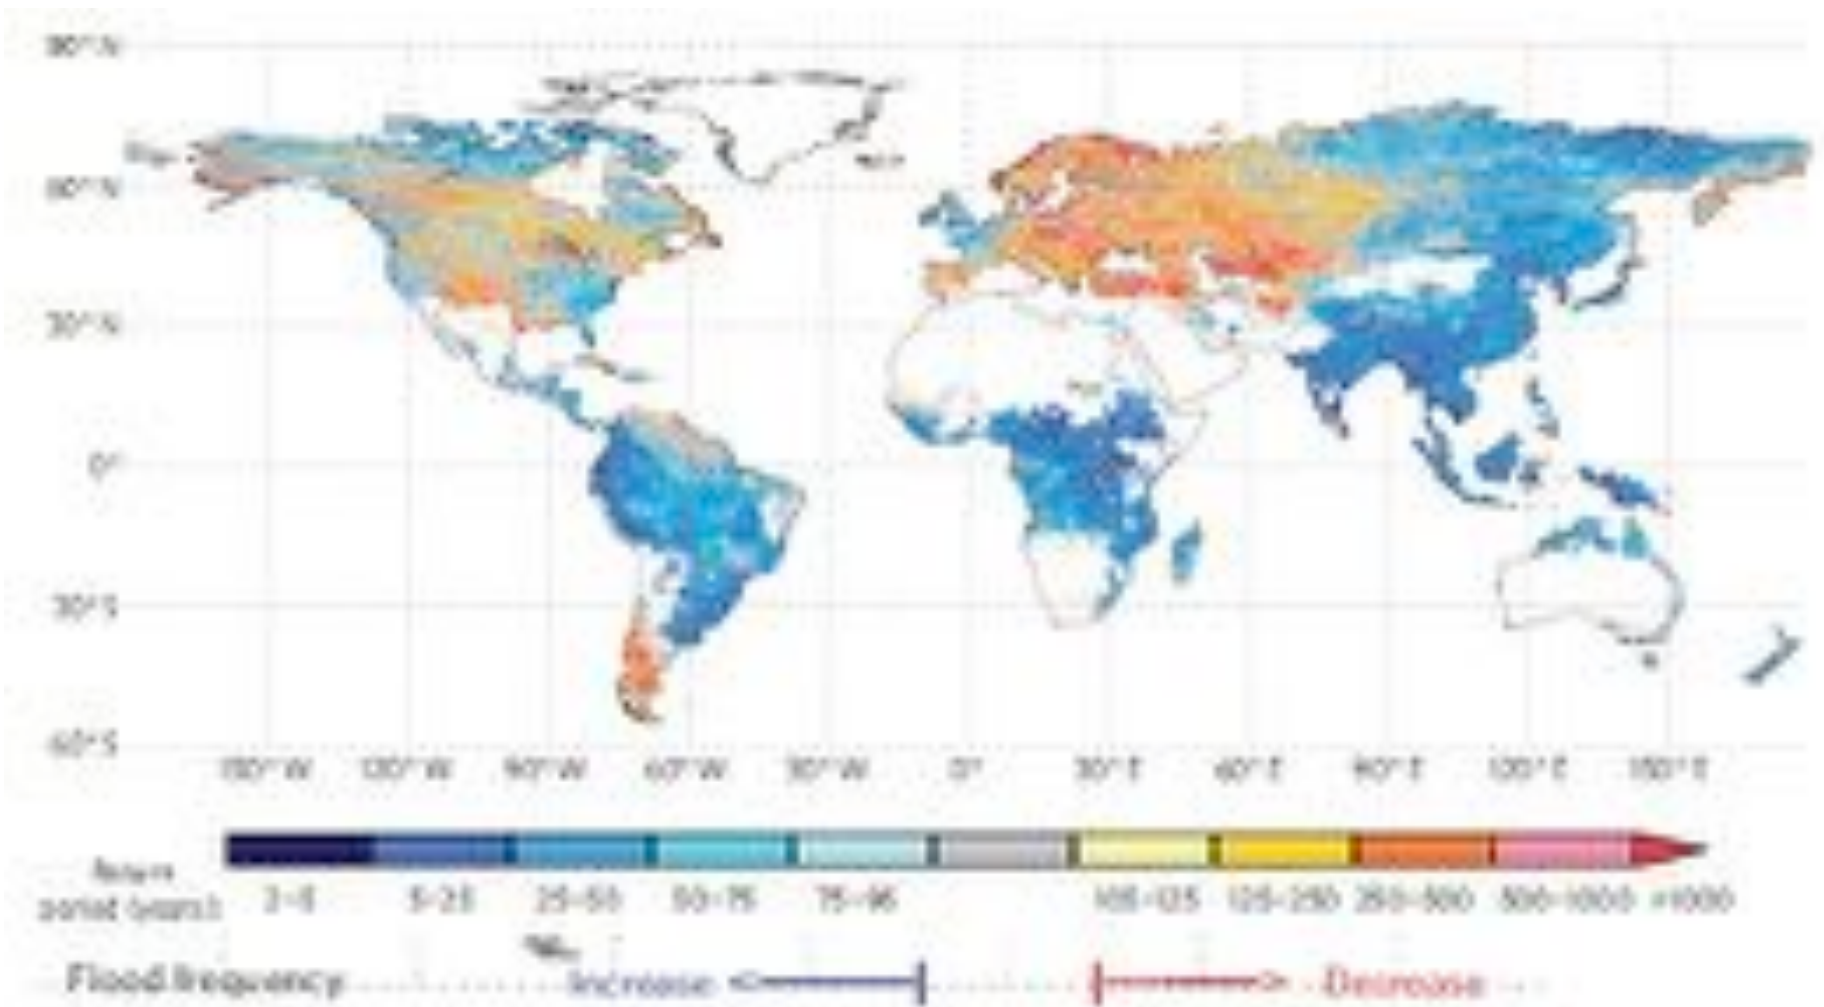 60°N
30°N
0°
30°S
60°S
150°W 120°W 90°W 60°W 30°W 0° 30°E 60°E 90°E 120°E 150°E
Return
period (years) 2-5 5-25 25-50 50-75 75-95 105-125 125-250 250-500 500-1000 >1000
Flood frequency Increase Decrease